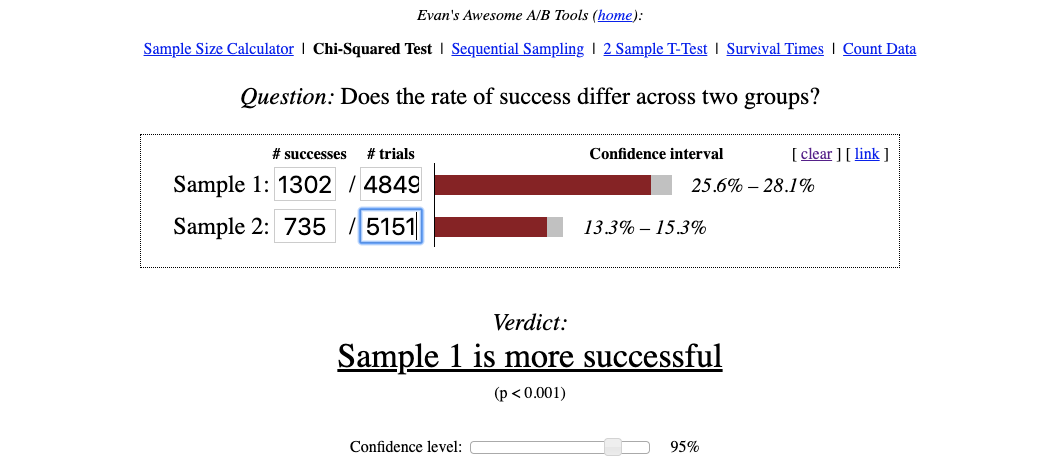 Evan's Awesome A/B Tools (home):
Sample Size Calculator | Chi-Squared Test | Sequential Sampling | 2 Sample T-Test | Survival Times | Count Data
Question: Does the rate of success differ across two groups?
# successes # trials Confidence interval [ clear ] [ link ]
Sample 1: 1302 / 4849 25.6% – 28.1%
Sample 2: 735 / 5151 13.3% – 15.3%
Verdict:
Sample 1 is more successful
(p < 0.001)
Confidence level: 95%